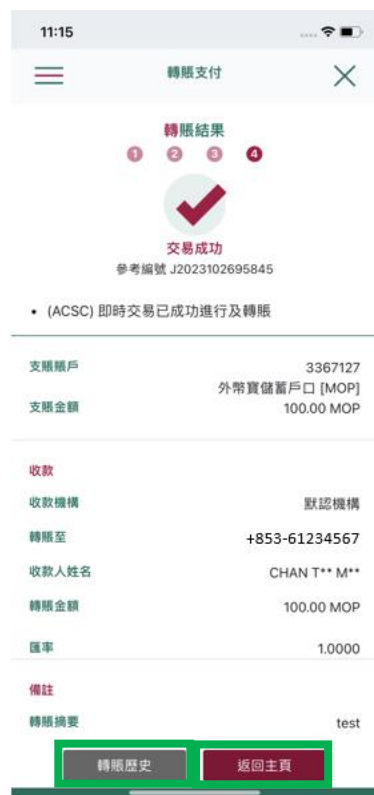 11:15
轉賬支付
轉賬結果
1 2 3 4
交易成功
參考編號 J2023102695845
• (ACSC) 即時交易已成功進行及轉賬
支賬賬戶 3367127
外幣寶儲蓄戶口 [MOP]
支賬金額 100.00 MOP
收款
收款機構 默認機構
轉賬至 +853-61234567
收款人姓名 CHAN T** M**
轉賬金額 100.00 MOP
匯率 1.0000
備註
轉賬摘要 test
轉賬歷史 返回主頁